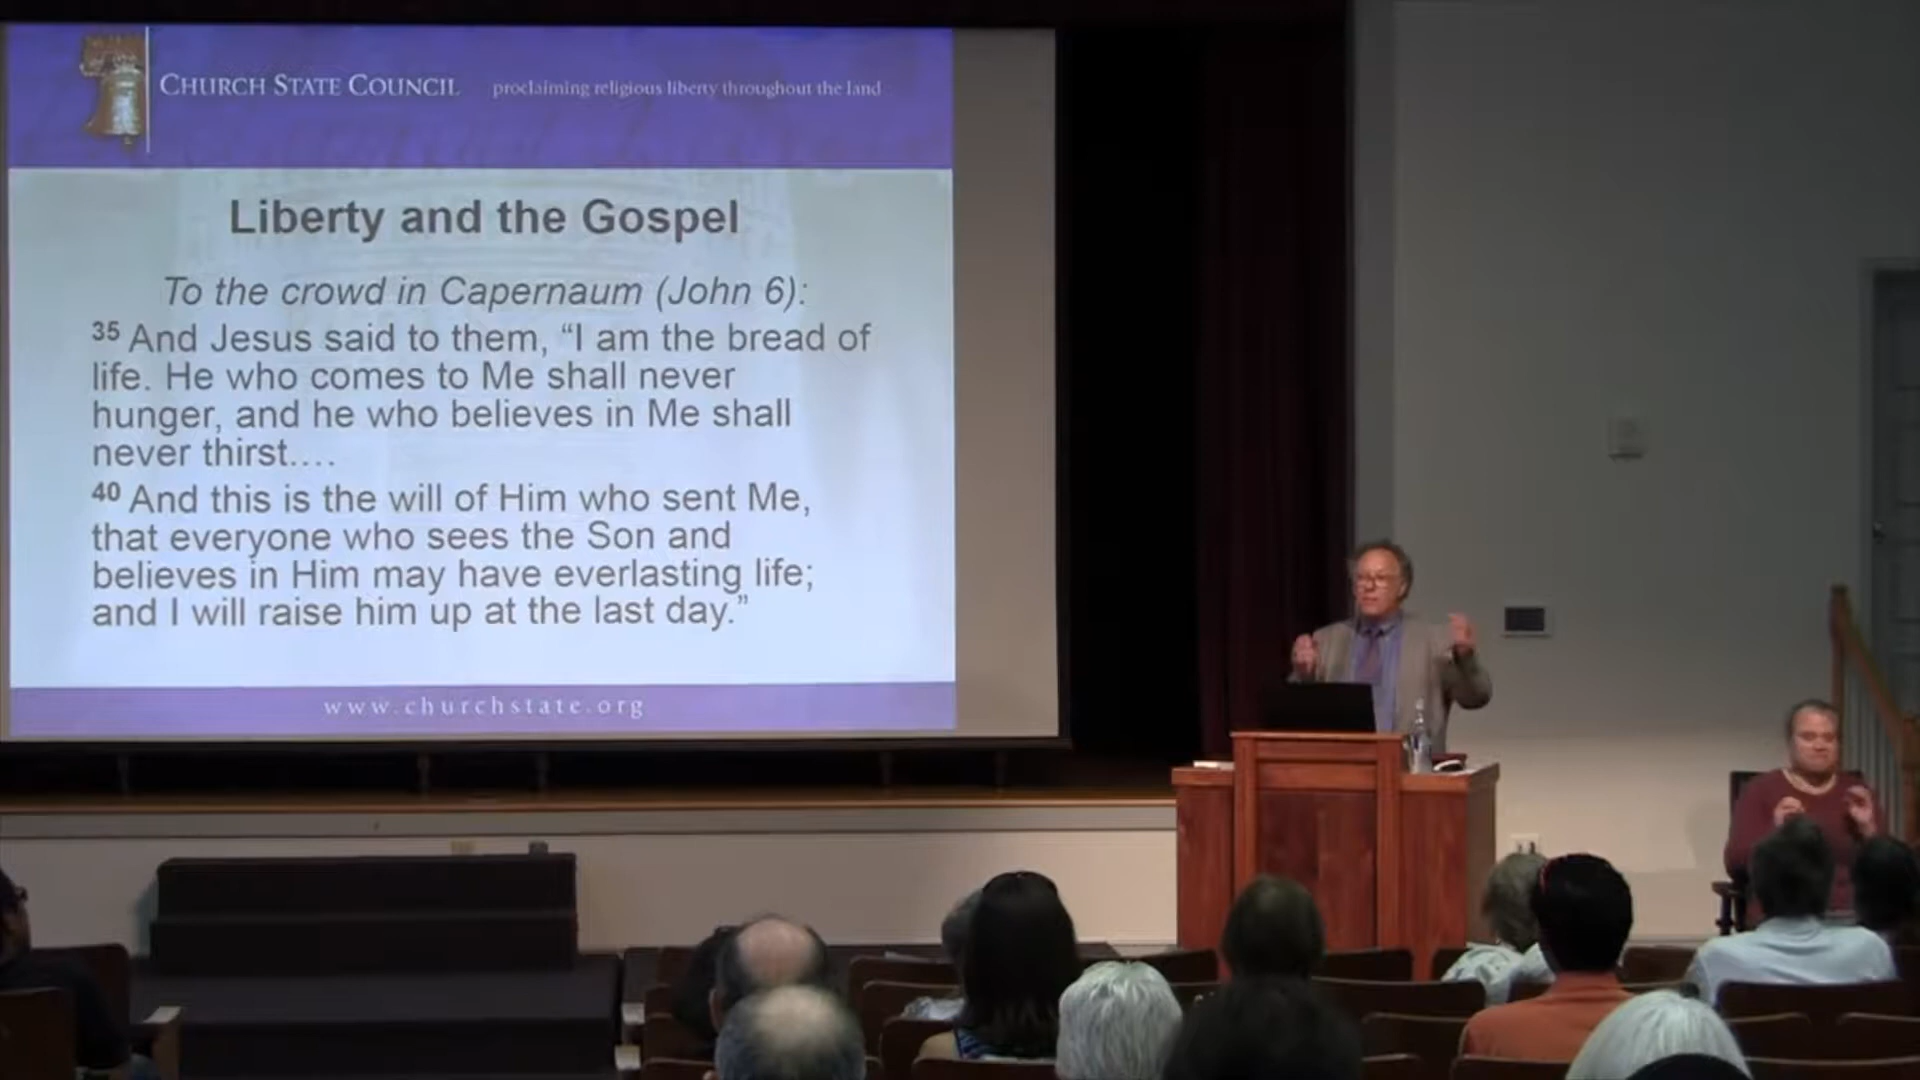 CHURCH STATE COUNCIL proclaiming religious liberty throughout the land
Liberty and the Gospel
To the crowd in Capernaum (John 6):
35 And Jesus said to them, “I am the bread of
life. He who comes to Me shall never
hunger, and he who believes in Me shall
never thirst….
40 And this is the will of Him who sent Me,
that everyone who sees the Son and
believes in Him may have everlasting life;
and I will raise him up at the last day.”
www.churchstate.org